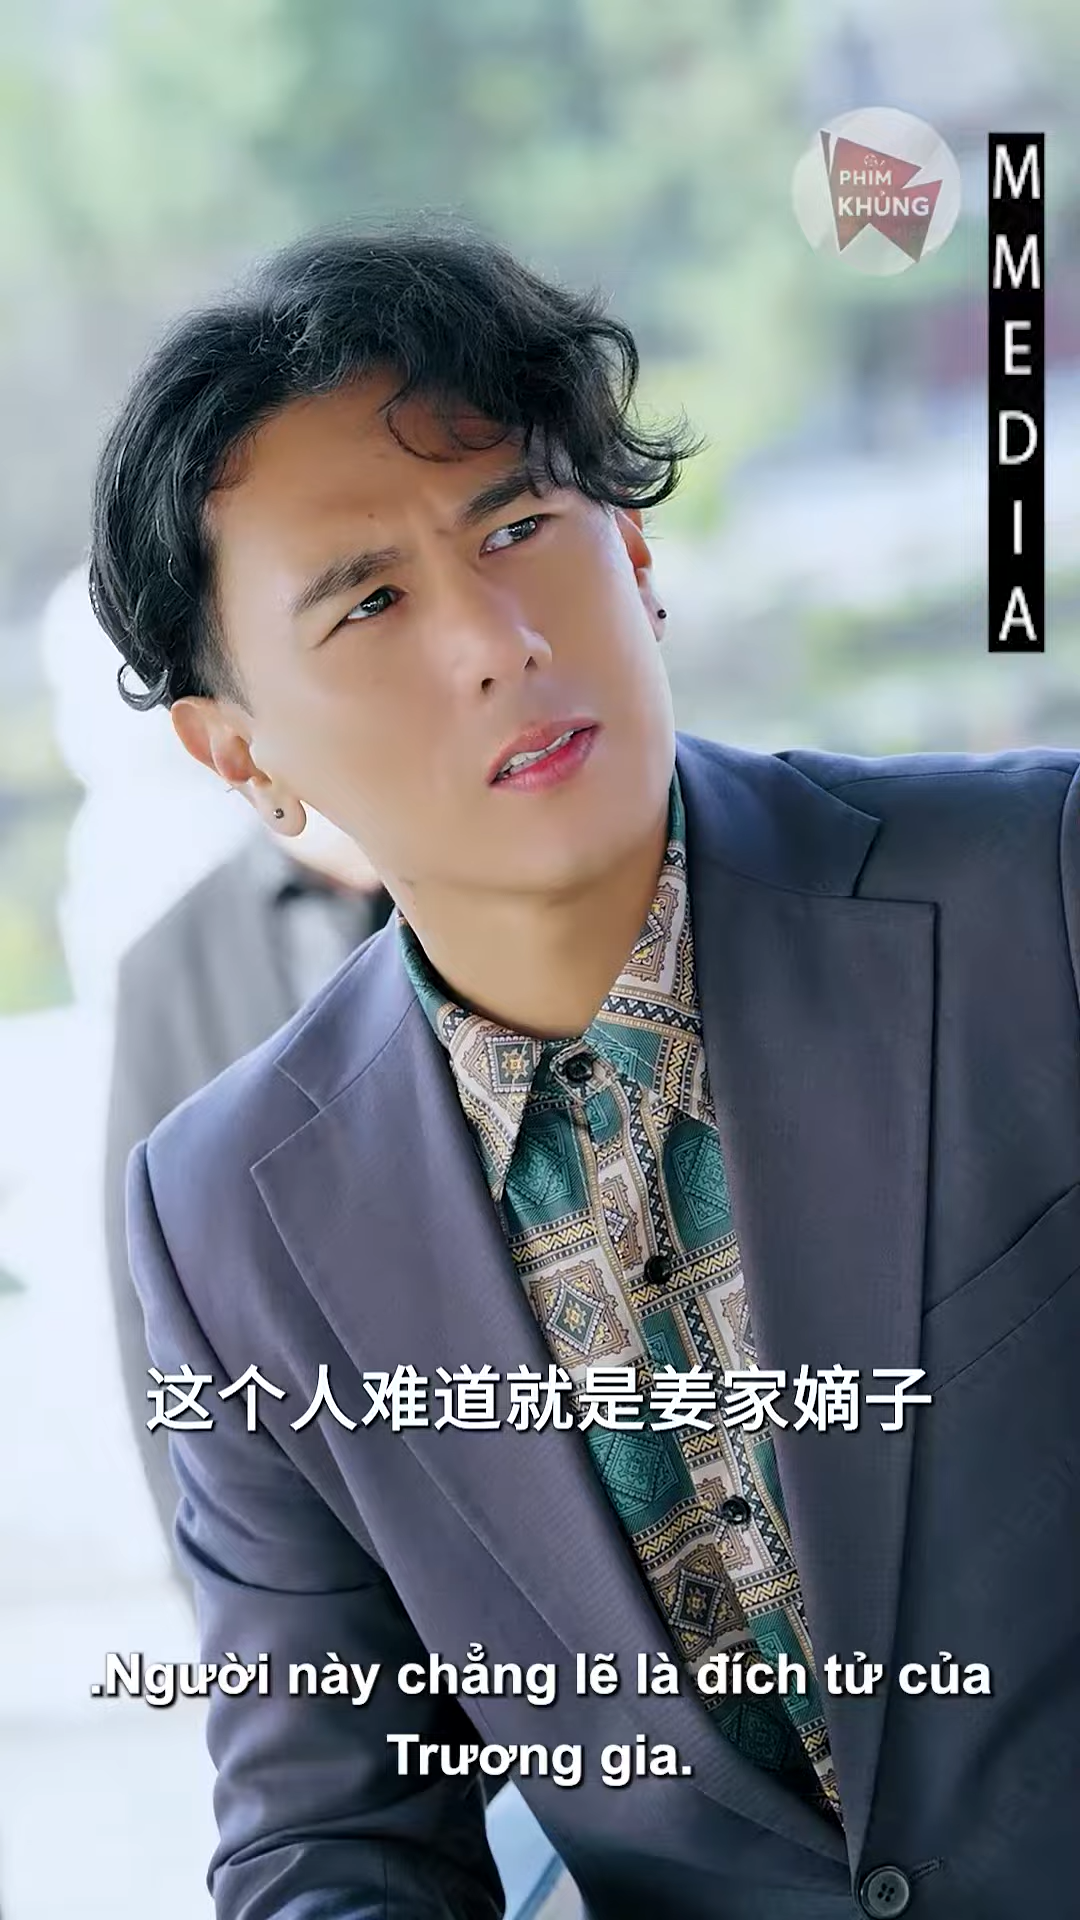 PHIM
KHỦNG
MMEDIA
这个人难道就是姜家嫡子
.Người này chẳng lẽ là đích tử của
Trương gia.